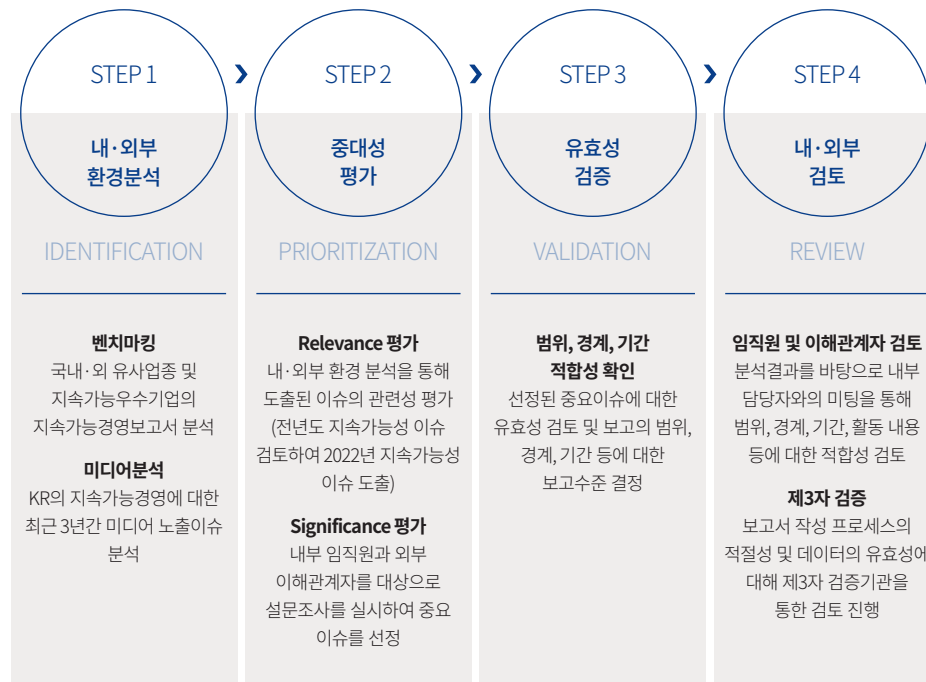 STEP 1
내·외부
환경분석
IDENTIFICATION
벤치마킹
국내·외 유사업종 및
지속가능우수기업의
지속가능경영보고서 분석
미디어분석
KR의 지속가능경영에 대한
최근 3년간 미디어 노출이슈
분석
STEP 2
중대성
평가
PRIORITIZATION
Relevance 평가
내·외부 환경 분석을 통해
도출된 이슈의 관련성 평가
(전년도 지속가능성 이슈
검토하여 2022년 지속가능성
이슈 도출)
Significance 평가
내부 임직원과 외부
이해관계자를 대상으로
설문조사를 실시하여 중요
이슈를 선정
STEP 3
유효성
검증
VALIDATION
범위, 경계, 기간
적합성 확인
선정된 중요이슈에 대한
유효성 검토 및 보고의 범위,
경계, 기간 등에 대한
보고수준 결정
STEP 4
내·외부
검토
REVIEW
임직원 및 이해관계자 검토
분석결과를 바탕으로 내부
담당자와의 미팅을 통해
범위, 경계, 기간, 활동 내용
등에 대한 적합성 검토
제3자 검증
보고서 작성 프로세스의
적절성 및 데이터의 유효성에
대해 제3자 검증기관을
통한 검토 진행